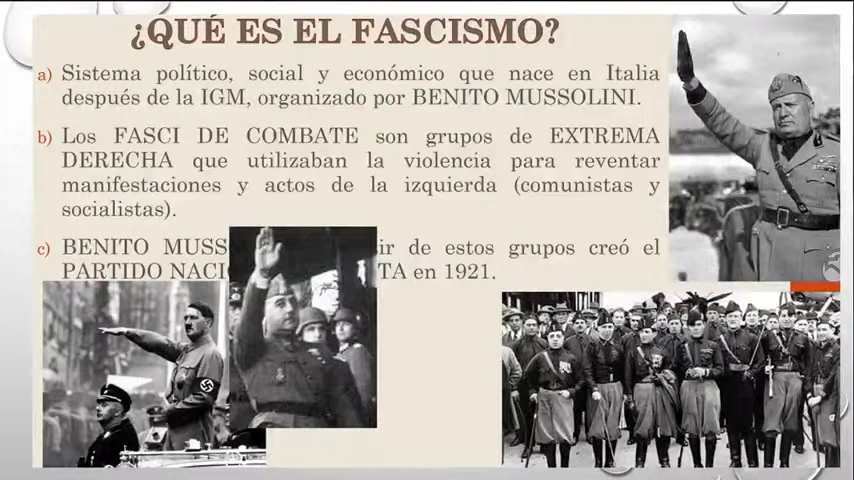 ¿QUÉ ES EL FASCISMO?
a) Sistema político, social y económico que nace en Italia
después de la IGM, organizado por BENITO MUSSOLINI.
b) Los FASCI DE COMBATE son grupos de EXTREMA
DERECHA que utilizaban la violencia para reventar
manifestaciones y actos de la izquierda (comunistas y
socialistas).
c) BENITO MUSS ir de estos grupos creó el
PARTIDO NACI TA en 1921.